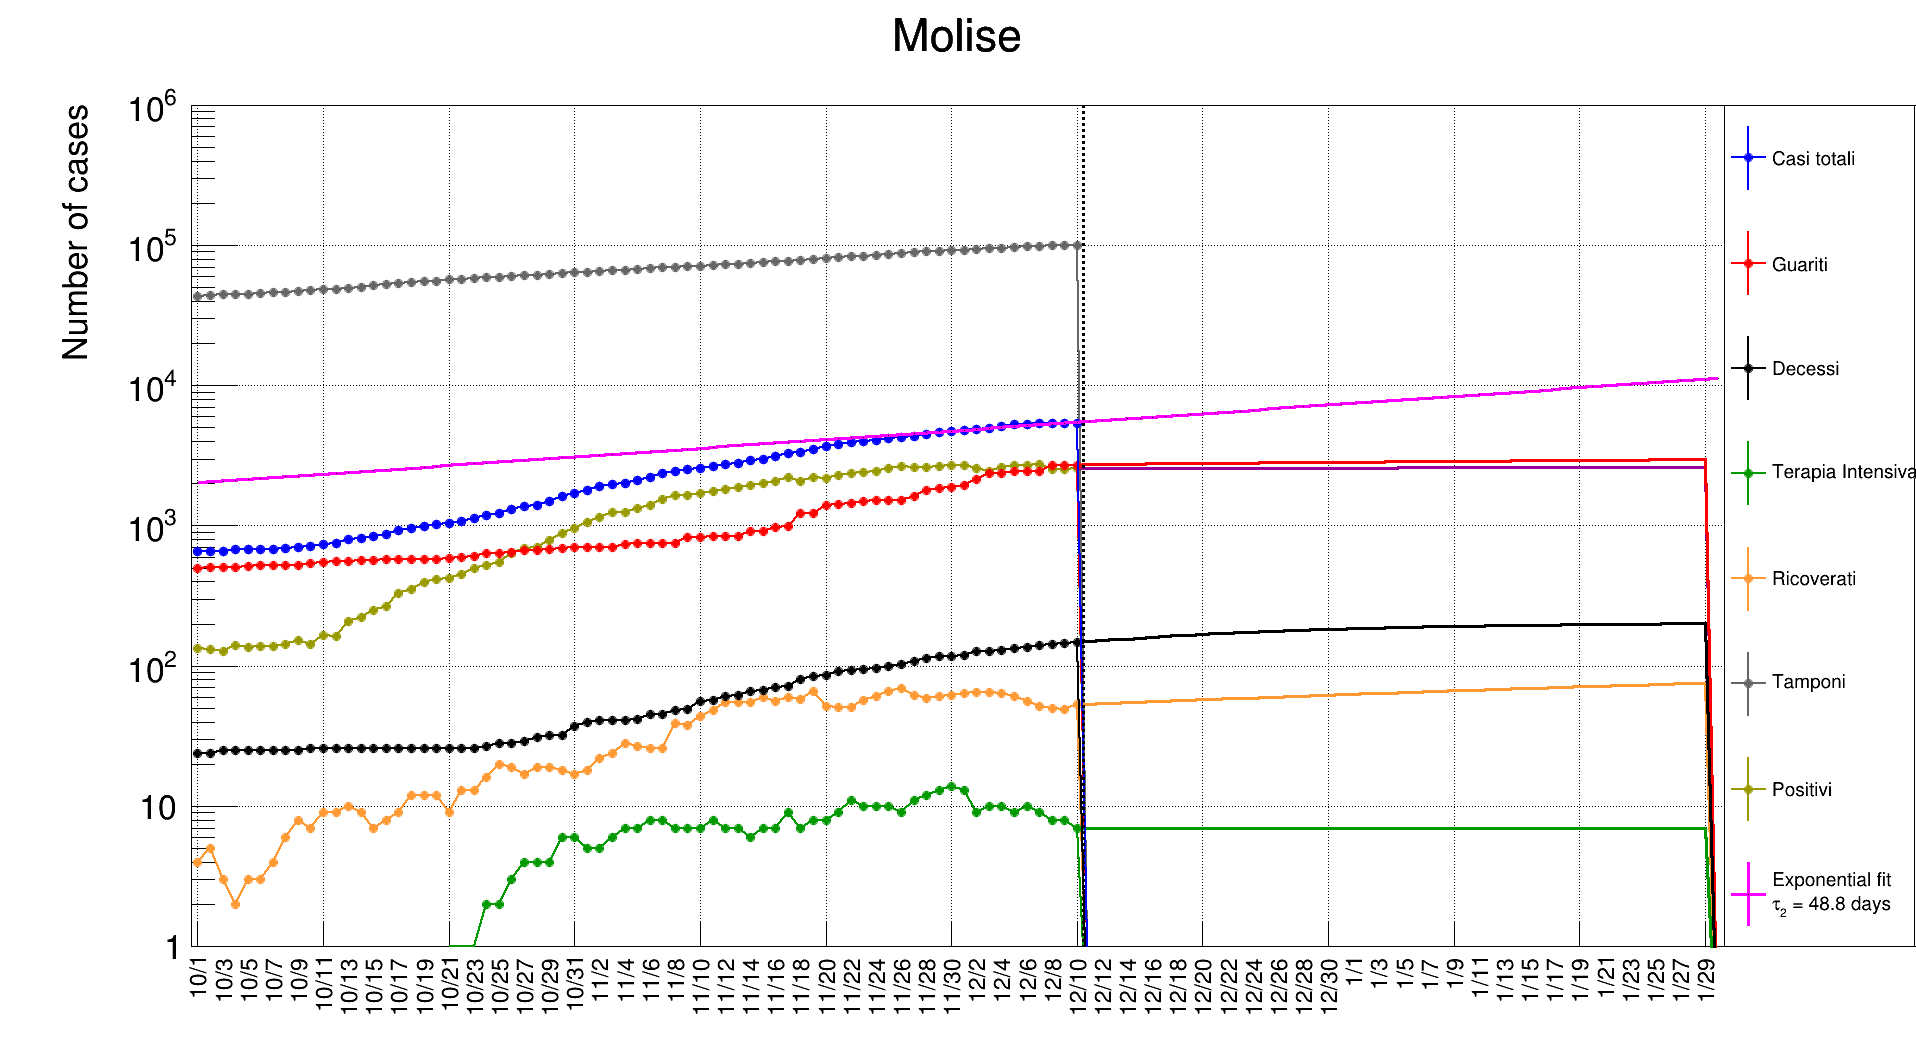 Molise
Number of cases
10^6
10^5
10^4
10^3
10^2
10
1
10/1 10/3 10/5 10/7 10/9 10/11 10/13 10/15 10/17 10/19 10/21 10/23 10/25 10/27 10/29 10/31 11/2 11/4 11/6 11/8 11/10 11/12 11/14 11/16 11/18 11/20 11/22 11/24 11/26 11/28 11/30 12/2 12/4 12/6 12/8 12/10 12/12 12/14 12/16 12/18 12/20 12/22 12/24 12/26 12/28 12/30 1/1 1/3 1/5 1/7 1/9 1/11 1/13 1/15 1/17 1/19 1/21 1/23 1/25 1/27 1/29
Casi totali
Guariti
Decessi
Terapia Intensiva
Ricoverati
Tamponi
Positivi
Exponential fit
τ2 = 48.8 days